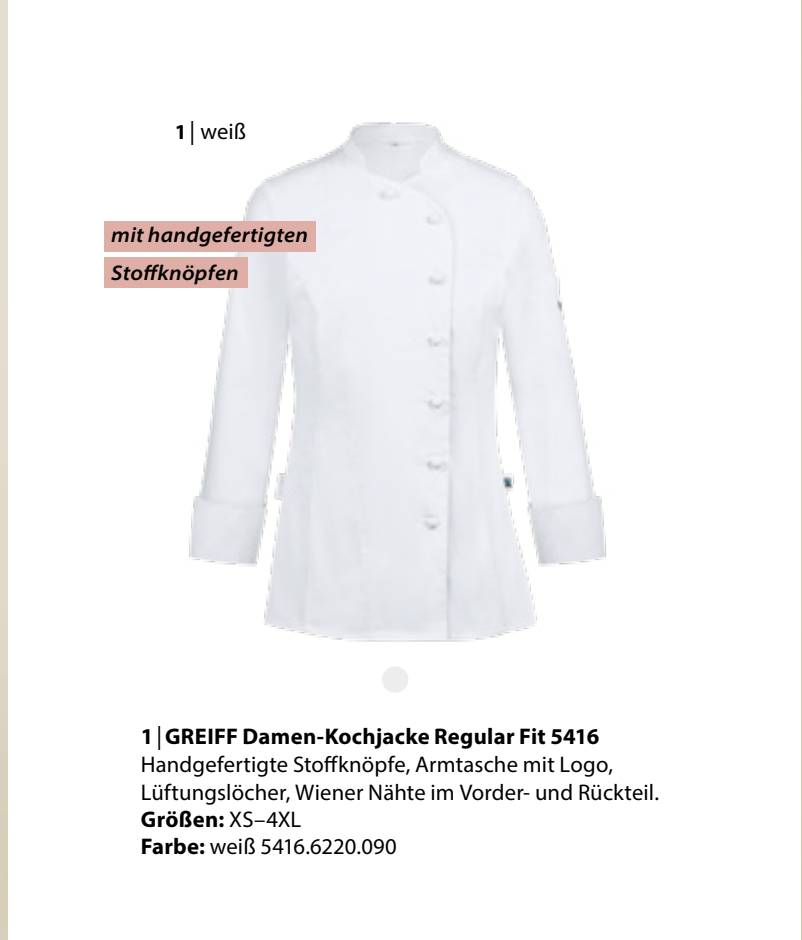 1 | weiß
mit handgefertigten
Stoffknöpfen
1 | GREIFF Damen-Kochjacke Regular Fit 5416
Handgefertigte Stoffknöpfe, Armtasche mit Logo,
Lüftungslöcher, Wiener Nähte im Vorder- und Rückteil.
Größen: XS–4XL
Farbe: weiß 5416.6220.090